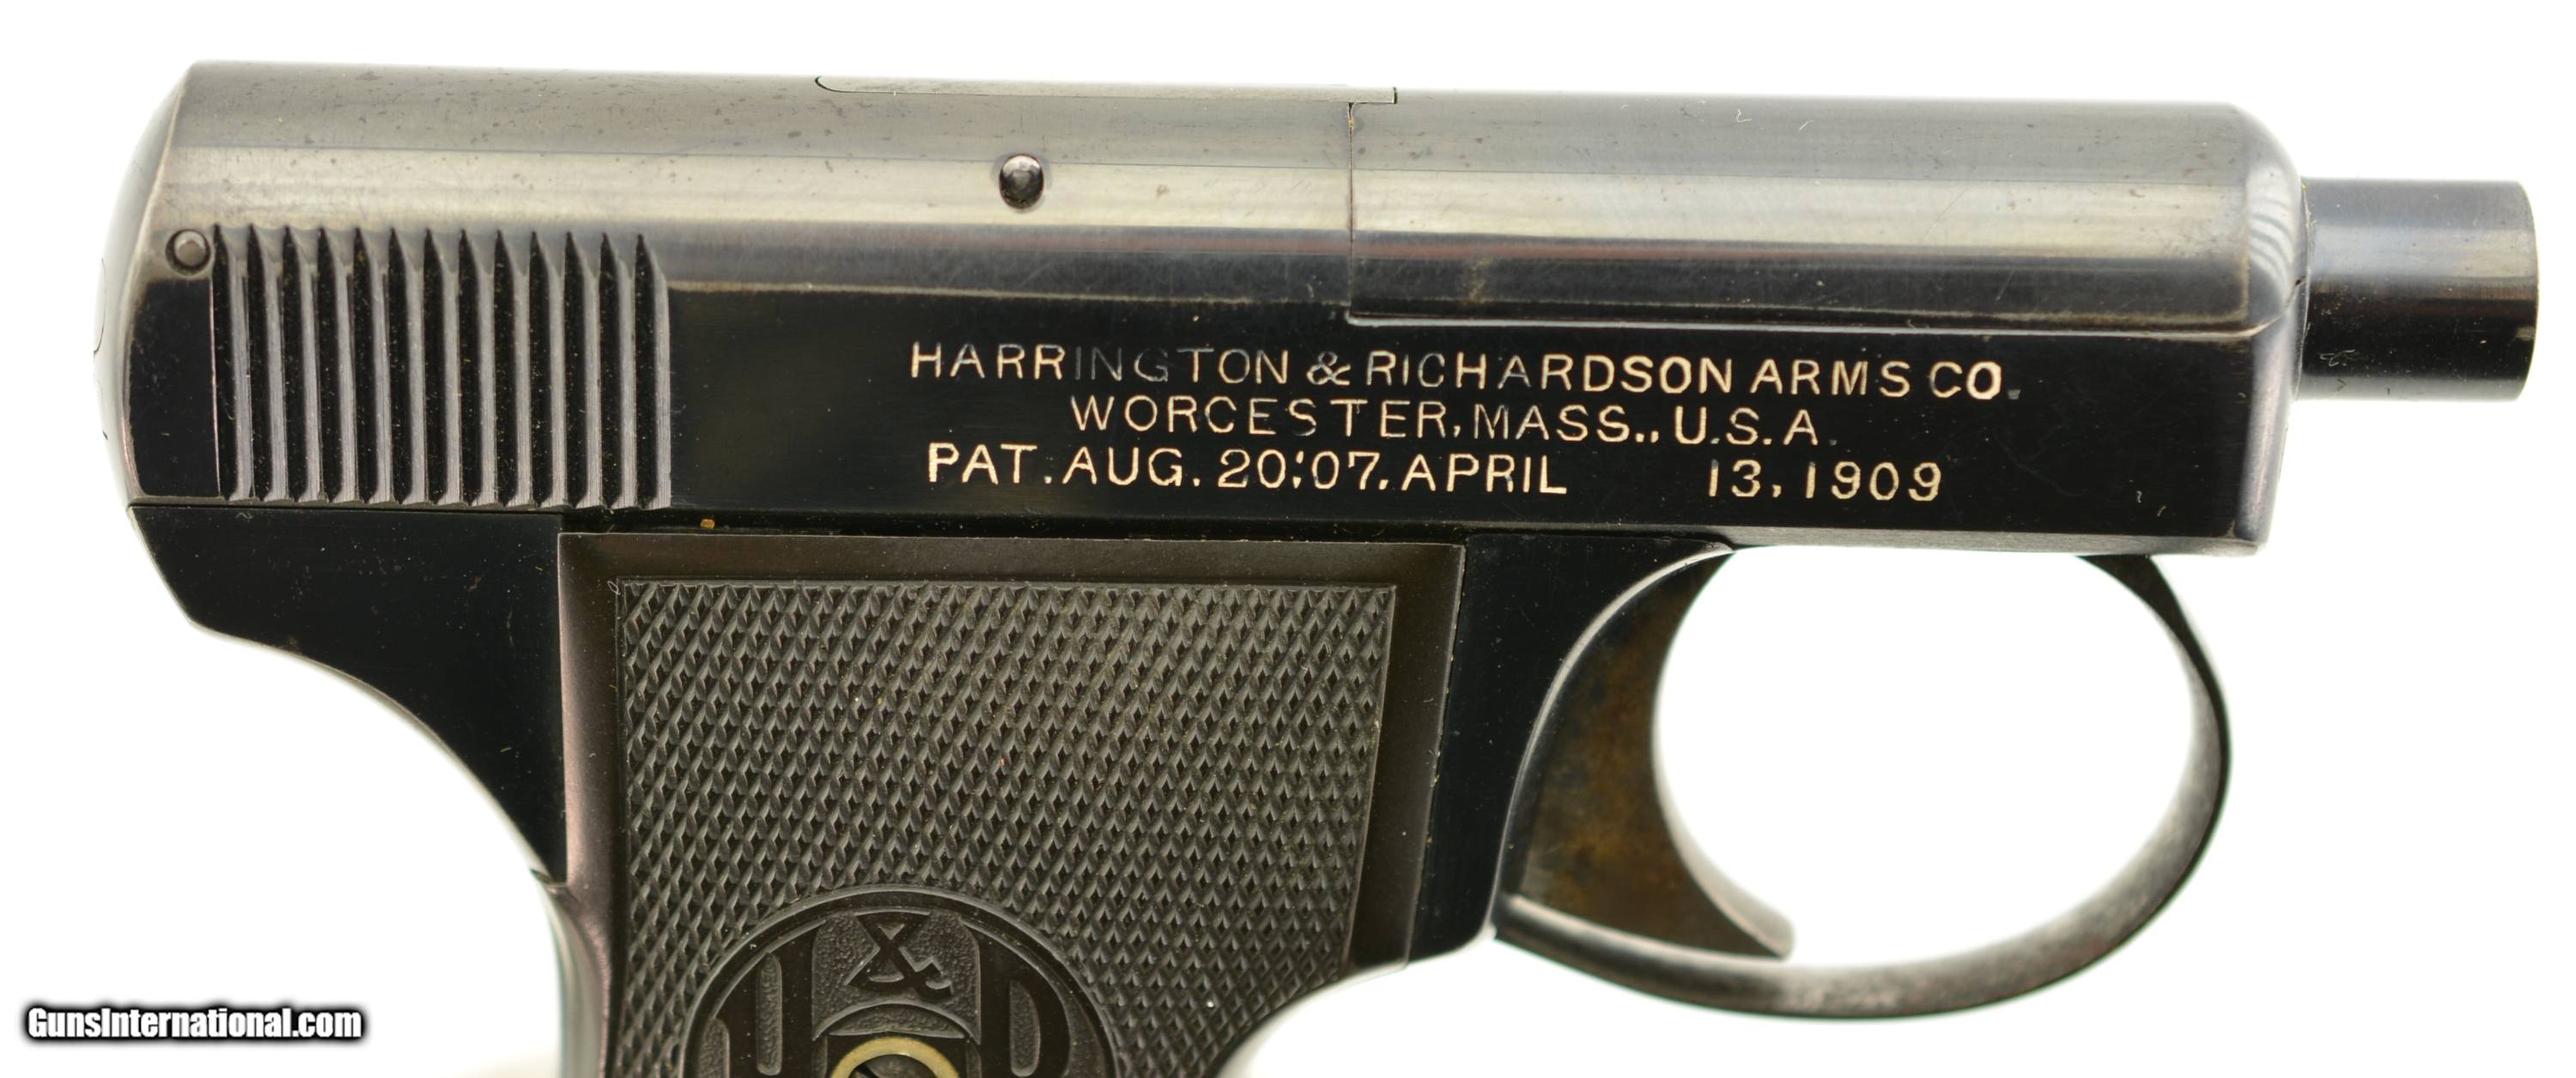 HARRINGTON & RICHARDSON ARMS CO.
WORCESTER, MASS., U.S.A.
PAT. AUG. 20.'07. APRIL 13, 1909
H&R
GunsInternational.com